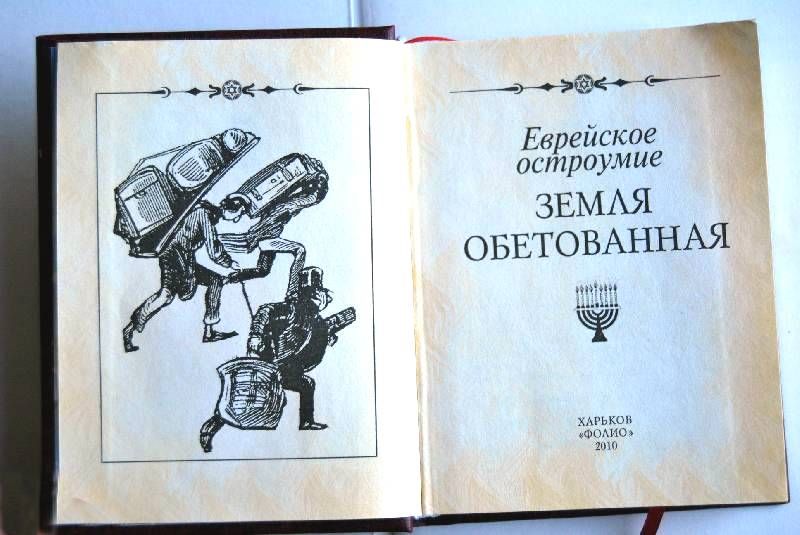 Еврейское
остроумие
ЗЕМЛЯ
ОБЕТОВАННАЯ
ХАРЬКОВ
«ФОЛИО»
2010